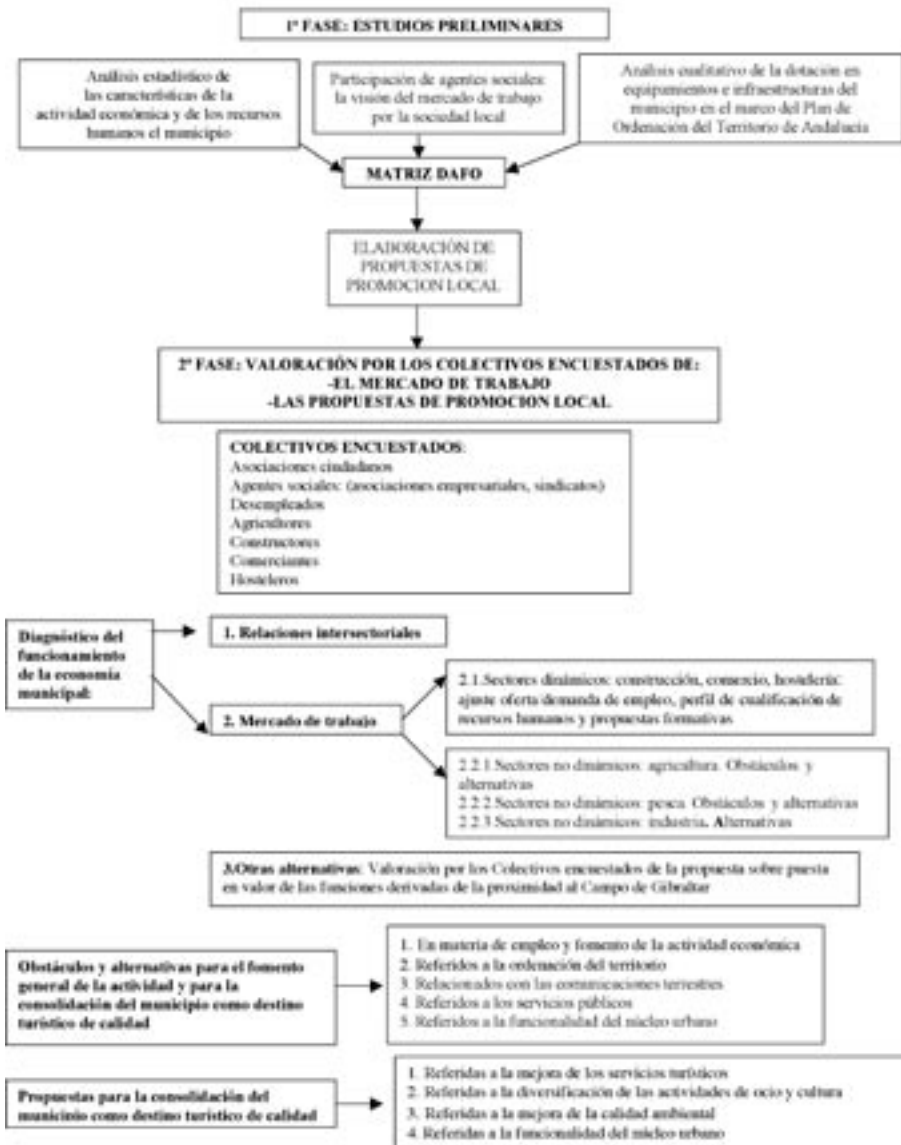 1ª FASE: ESTUDIOS PRELIMINARES
Análisis estadístico de
las características de la
actividad económica y de los recursos
humanos el municipio
Participación de agentes sociales:
la visión del mercado de trabajo
por la sociedad local
Análisis cualitativo de la dotación en
equipamientos e infraestructuras del
municipio en el marco del Plan de
Ordenación del Territorio de Andalucía
MATRIZ DAFO
ELABORACIÓN DE
PROPUESTAS DE
PROMOCION LOCAL
2ª FASE: VALORACIÓN POR LOS COLECTIVOS ENCUESTADOS DE:
-EL MERCADO DE TRABAJO
-LAS PROPUESTAS DE PROMOCION LOCAL
COLECTIVOS ENCUESTADOS:
Asociaciones ciudadanos
Agentes sociales: (asociaciones empresariales, sindicatos)
Desempleados
Agricultores
Constructores
Comerciantes
Hosteleros
Diagnóstico del
funcionamiento
de la economía
municipal:
1. Relaciones intersectoriales
2. Mercado de trabajo
2.1.Sectores dinámicos: construcción, comercio, hostelería:
ajuste oferta demanda de empleo, perfil de cualificación de
recursos humanos y propuestas formativas
2.2.1.Sectores no dinámicos: agricultura. Obstáculos y
alternativas
2.2.2.Sectores no dinámicos: pesca. Obstáculos y alternativas
2.2.3.Sectores no dinámicos: industria. Alternativas
3.Otras alternativas: Valoración por los Colectivos encuestados de la propuesta sobre puesta
en valor de las funciones derivadas de la proximidad al Campo de Gibraltar
Obstáculos y alternativas para el fomento
general de la actividad y para la
consolidación del municipio como destino
turístico de calidad
1. En materia de empleo y fomento de la actividad económica
2. Referidos a la ordenación del territorio
3. Relacionados con las comunicaciones terrestres
4. Referidos a los servicios públicos
5. Referidos a la funcionalidad del núcleo urbano
Propuestas para la consolidación del
municipio como destino turístico de calidad
1. Referidas a la mejora de los servicios turísticos
2. Referidas a la diversificación de las actividades de ocio y cultura
3. Referidas a la mejora de la calidad ambiental
4. Referidas a la funcionalidad del núcleo urbano